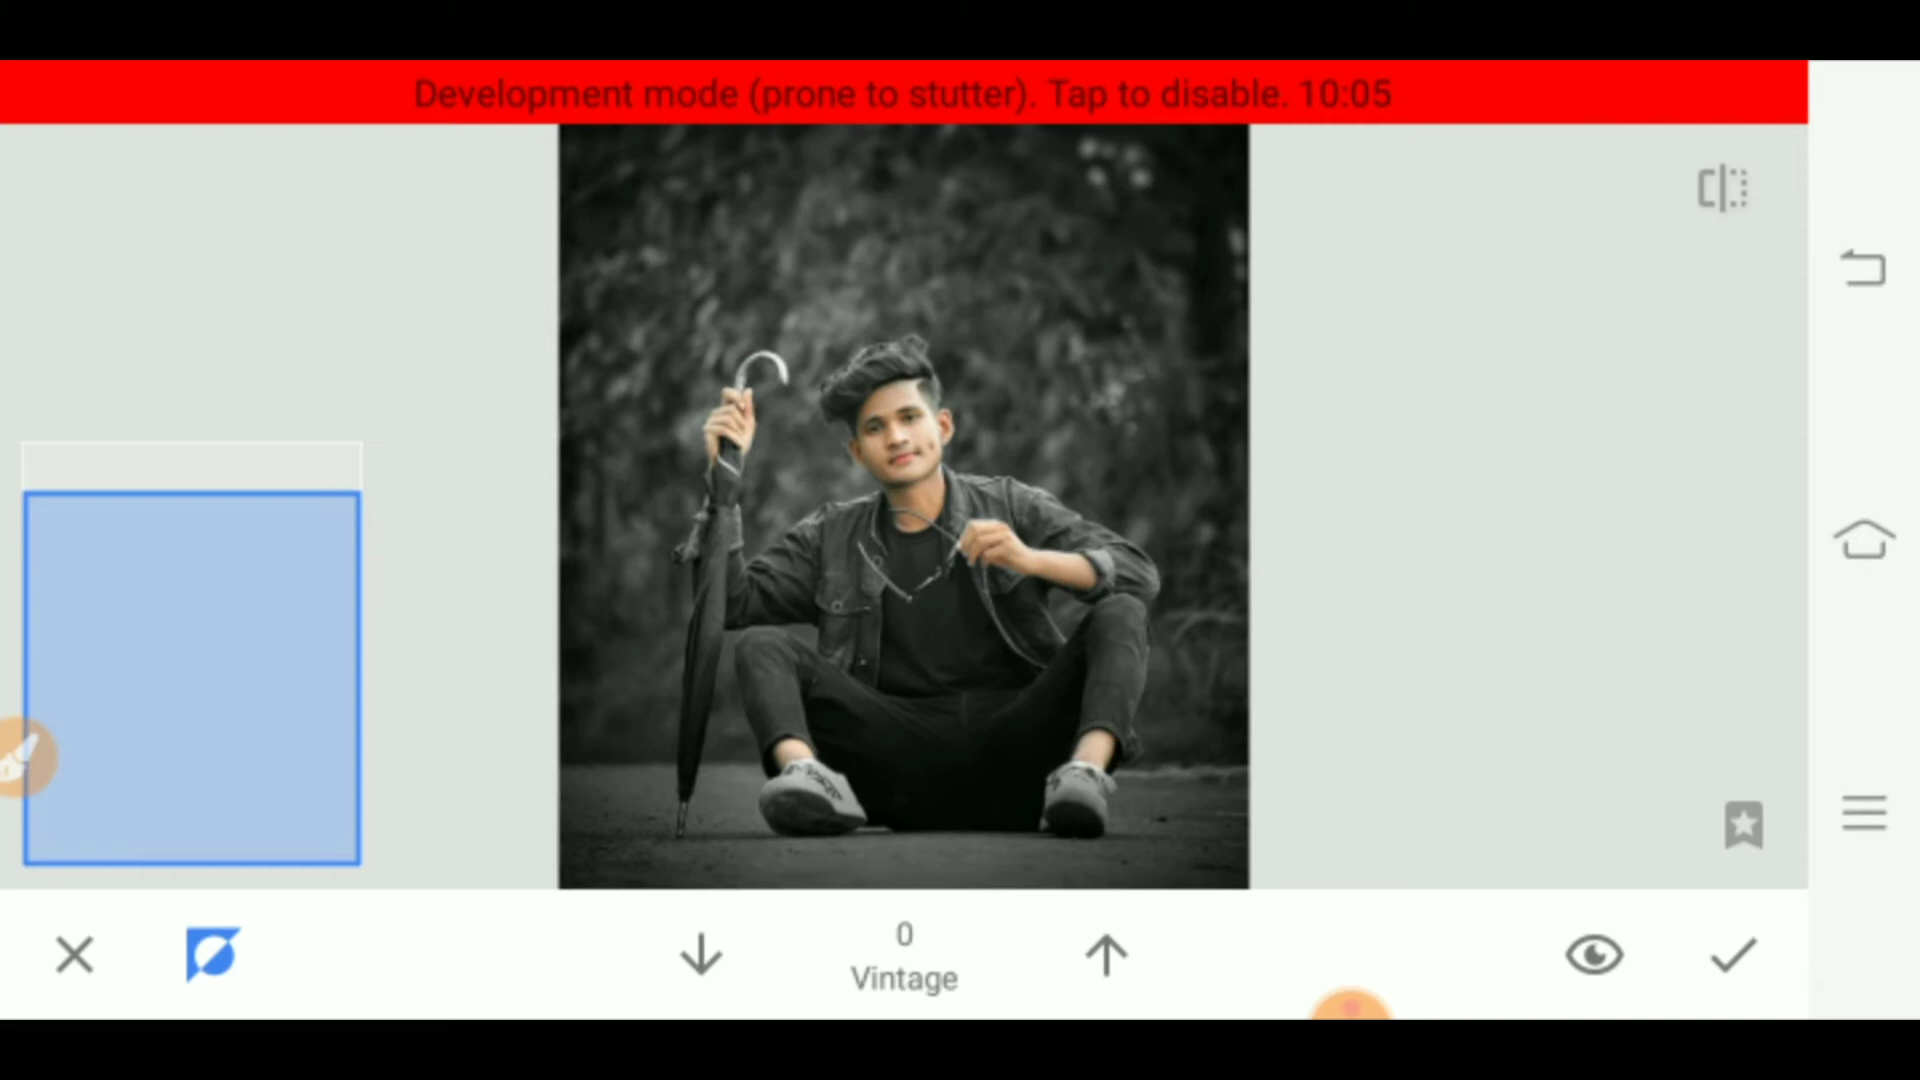 Development mode (prone to stutter). Tap to disable. 10:05
0
Vintage